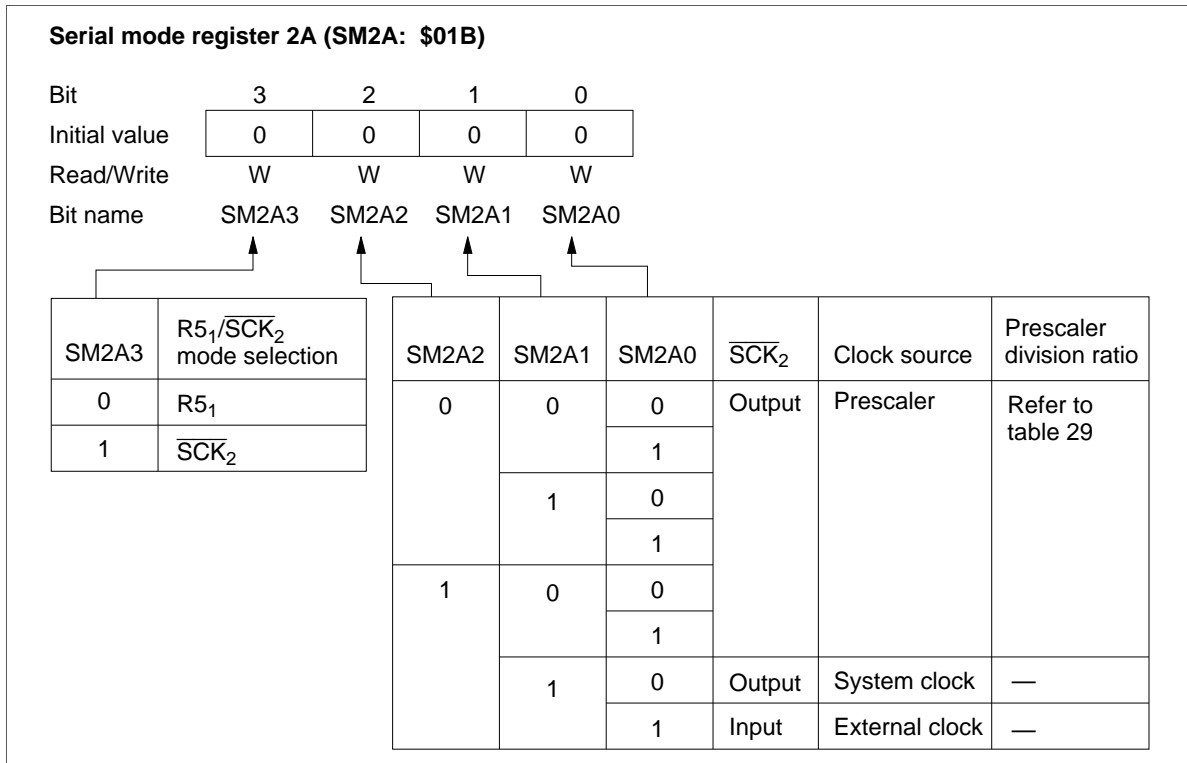 Serial mode register 2A (SM2A: $01B)
Bit 3 2 1 0
Initial value 0 0 0 0
Read/Write W W W W
Bit name SM2A3 SM2A2 SM2A1 SM2A0
SM2A3 R5₁/S̅C̅K̅₂
mode selection
0 R5₁
1 S̅C̅K̅₂
SM2A2 SM2A1 SM2A0 S̅C̅K̅₂ Clock source Prescaler
division ratio
0 0 0 Output Prescaler Refer to
table 29
1
1 0
1
1 0 0
1
1 0 Output System clock —
1 Input External clock —